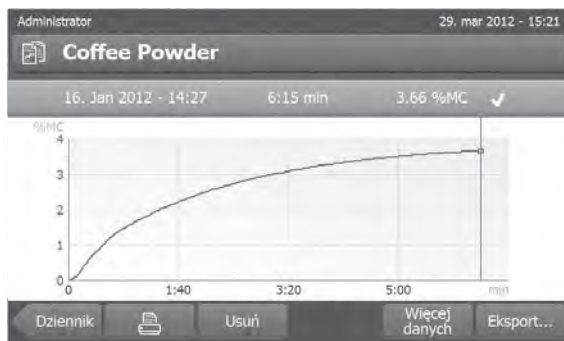 Administrator 29. mar 2012 - 15:21
Coffee Powder
16. Jan 2012 - 14:27 6:15 min 3.66 %MC
%MC
4
3
2
1
0
0 1:40 3:20 5:00 min
Dziennik Usuń Więcej danych Eksport...